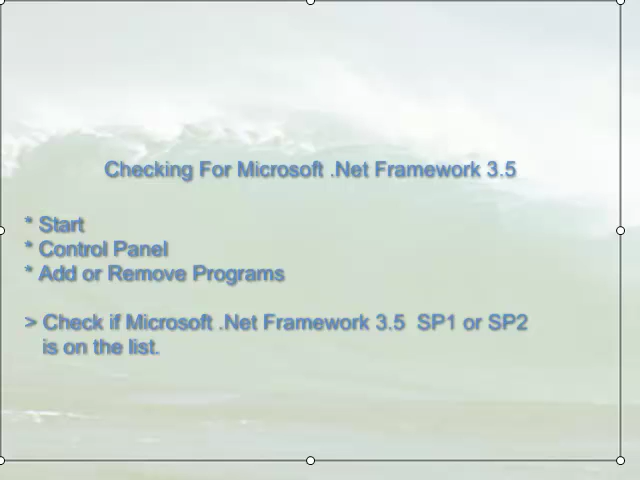 Checking For Microsoft .Net Framework 3.5
* Start
* Control Panel
* Add or Remove Programs
> Check if Microsoft .Net Framework 3.5  SP1 or SP2
is on the list.